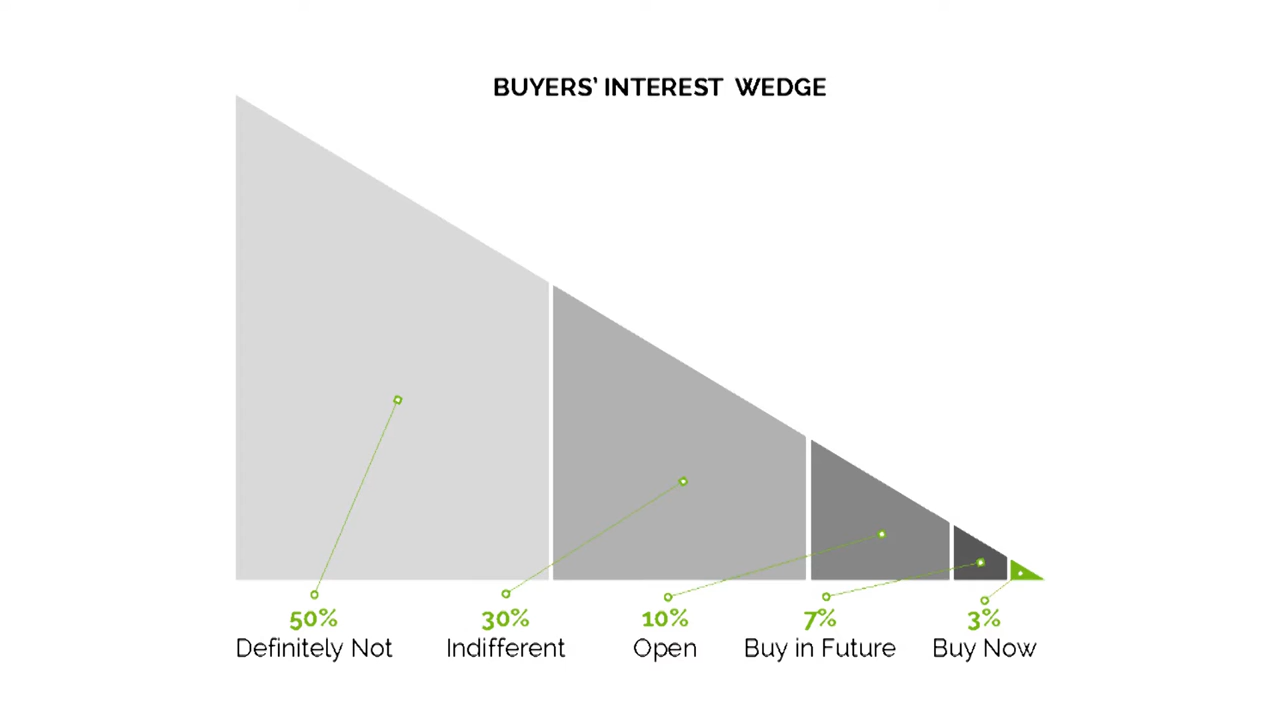 BUYERS’ INTEREST WEDGE
50%
Definitely Not
30%
Indifferent
10%
Open
7%
Buy in Future
3%
Buy Now